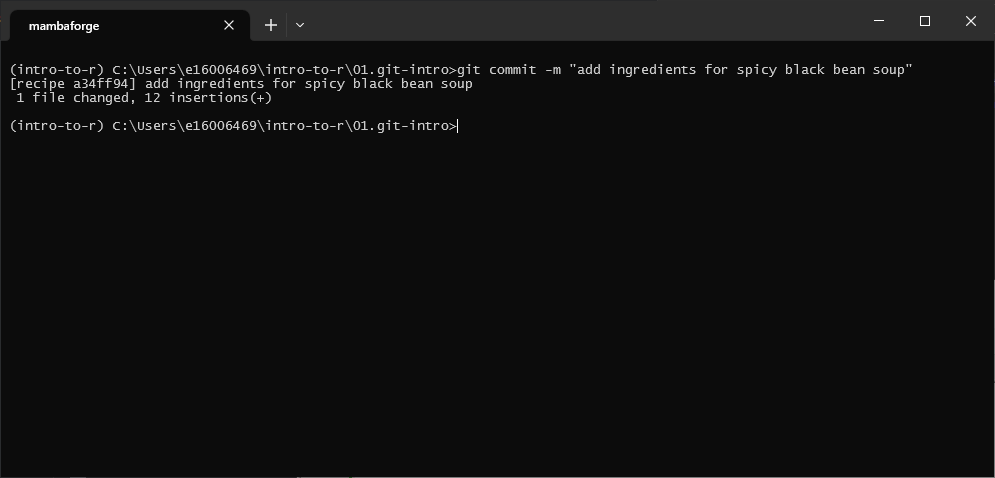 mambaforge
(intro-to-r) C:\Users\e16006469\intro-to-r\01.git-intro>git commit -m "add ingredients for spicy black bean soup"
[recipe a34ff94] add ingredients for spicy black bean soup
 1 file changed, 12 insertions(+)
(intro-to-r) C:\Users\e16006469\intro-to-r\01.git-intro>